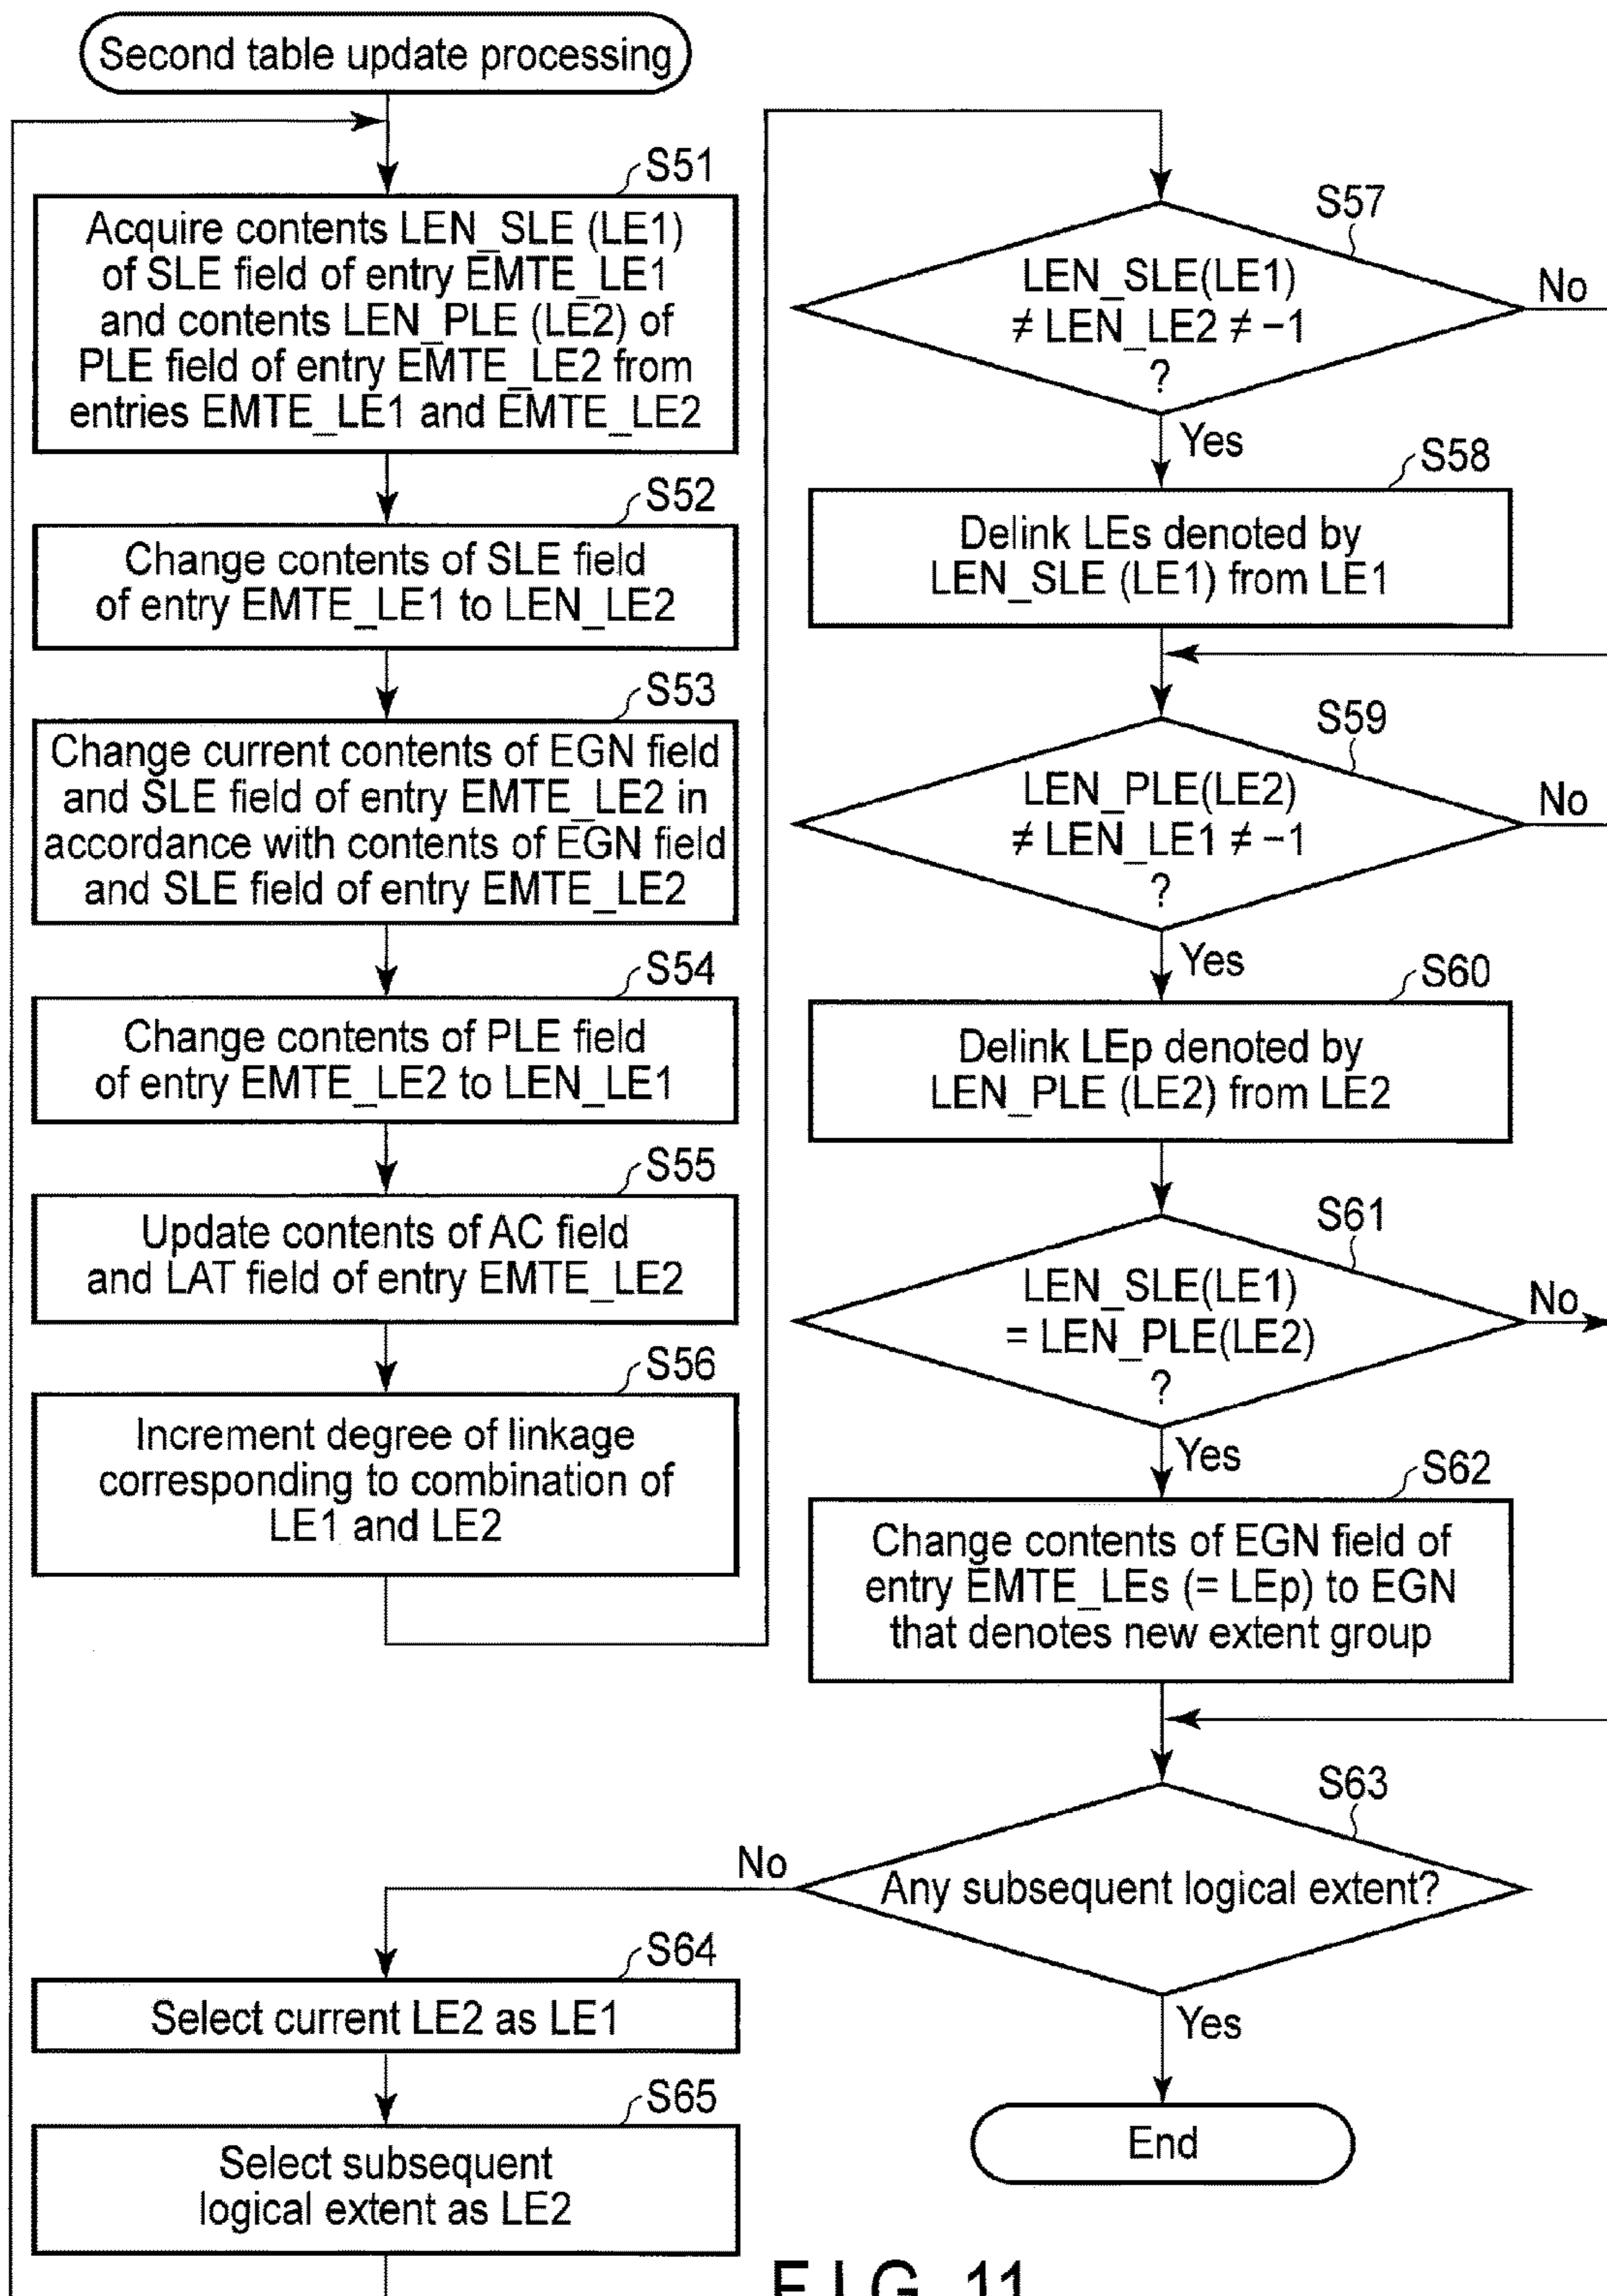 Second table update processing
S51
Acquire contents LEN_SLE (LE1)
of SLE field of entry EMTE_LE1
and contents LEN_PLE (LE2) of
PLE field of entry EMTE_LE2 from
entries EMTE_LE1 and EMTE_LE2
S52
Change contents of SLE field
of entry EMTE_LE1 to LEN_LE2
S53
Change current contents of EGN field
and SLE field of entry EMTE_LE2 in
accordance with contents of EGN field
and SLE field of entry EMTE_LE2
S54
Change contents of PLE field
of entry EMTE_LE2 to LEN_LE1
S55
Update contents of AC field
and LAT field of entry EMTE_LE2
S56
Increment degree of linkage
corresponding to combination of
LE1 and LE2
S57
LEN_SLE(LE1)
≠ LEN_LE2 ≠ −1
?
No
Yes
S58
Delink LEs denoted by
LEN_SLE (LE1) from LE1
S59
LEN_PLE(LE2)
≠ LEN_LE1 ≠ −1
?
No
Yes
S60
Delink LEp denoted by
LEN_PLE (LE2) from LE2
S61
LEN_SLE(LE1)
= LEN_PLE(LE2)
?
No
Yes
S62
Change contents of EGN field of
entry EMTE_LEs (= LEp) to EGN
that denotes new extent group
S63
Any subsequent logical extent?
No
Yes
S64
Select current LE2 as LE1
S65
Select subsequent
logical extent as LE2
End
FIG. 11